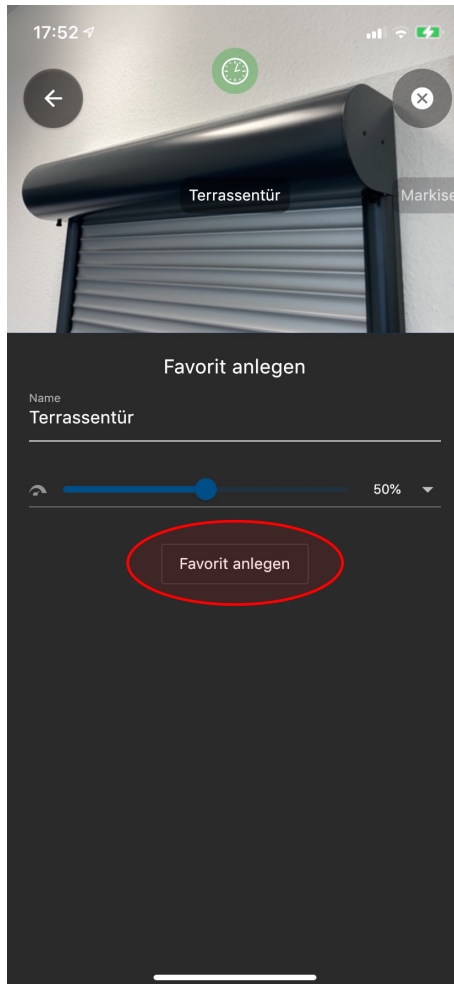 17:52
Terrassentür
Markise
Favorit anlegen
Name
Terrassentür
50%
Favorit anlegen